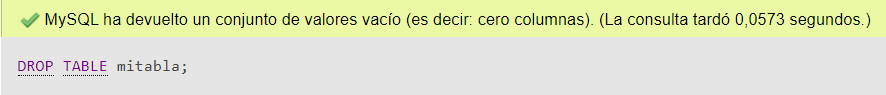 MySQL ha devuelto un conjunto de valores vacío (es decir: cero columnas). (La consulta tardó 0,0573 segundos.)
DROP TABLE mitabla;